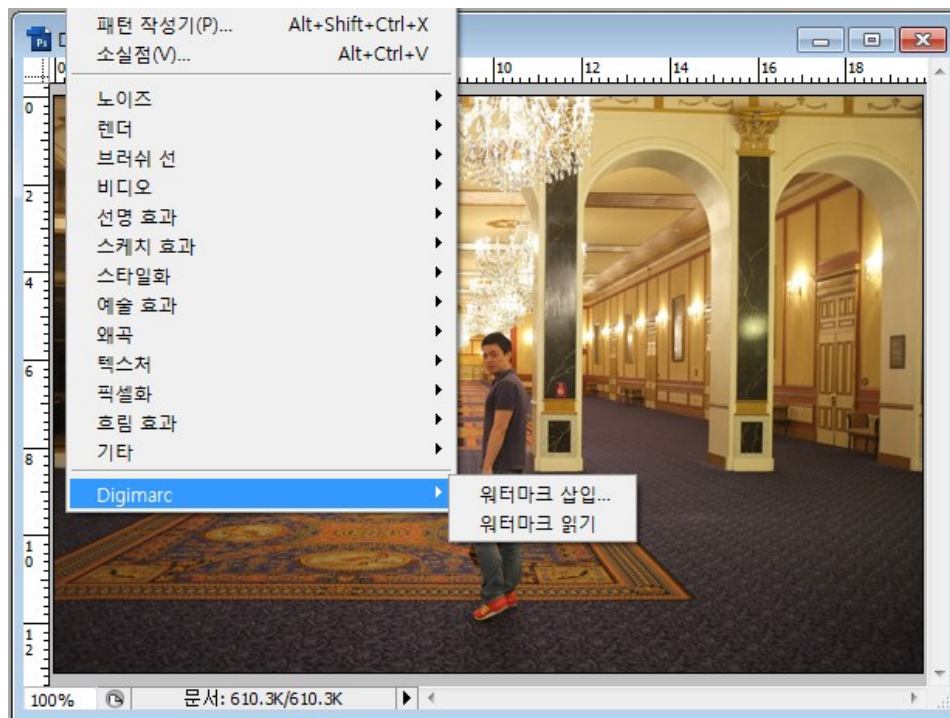 Ps
패턴 작성기(P)... Alt+Shift+Ctrl+X
소실점(V)... Alt+Ctrl+V
0 10 12 14 16 18
노이즈
렌더
브러쉬 선
비디오
선명 효과
스케치 효과
스타일화
예술 효과
왜곡
텍스처
픽셀화
흐림 효과
기타
Digimarc
워터마크 삽입...
워터마크 읽기
0
2
4
6
8
1
0
1
2
100% 문서: 610.3K/610.3K